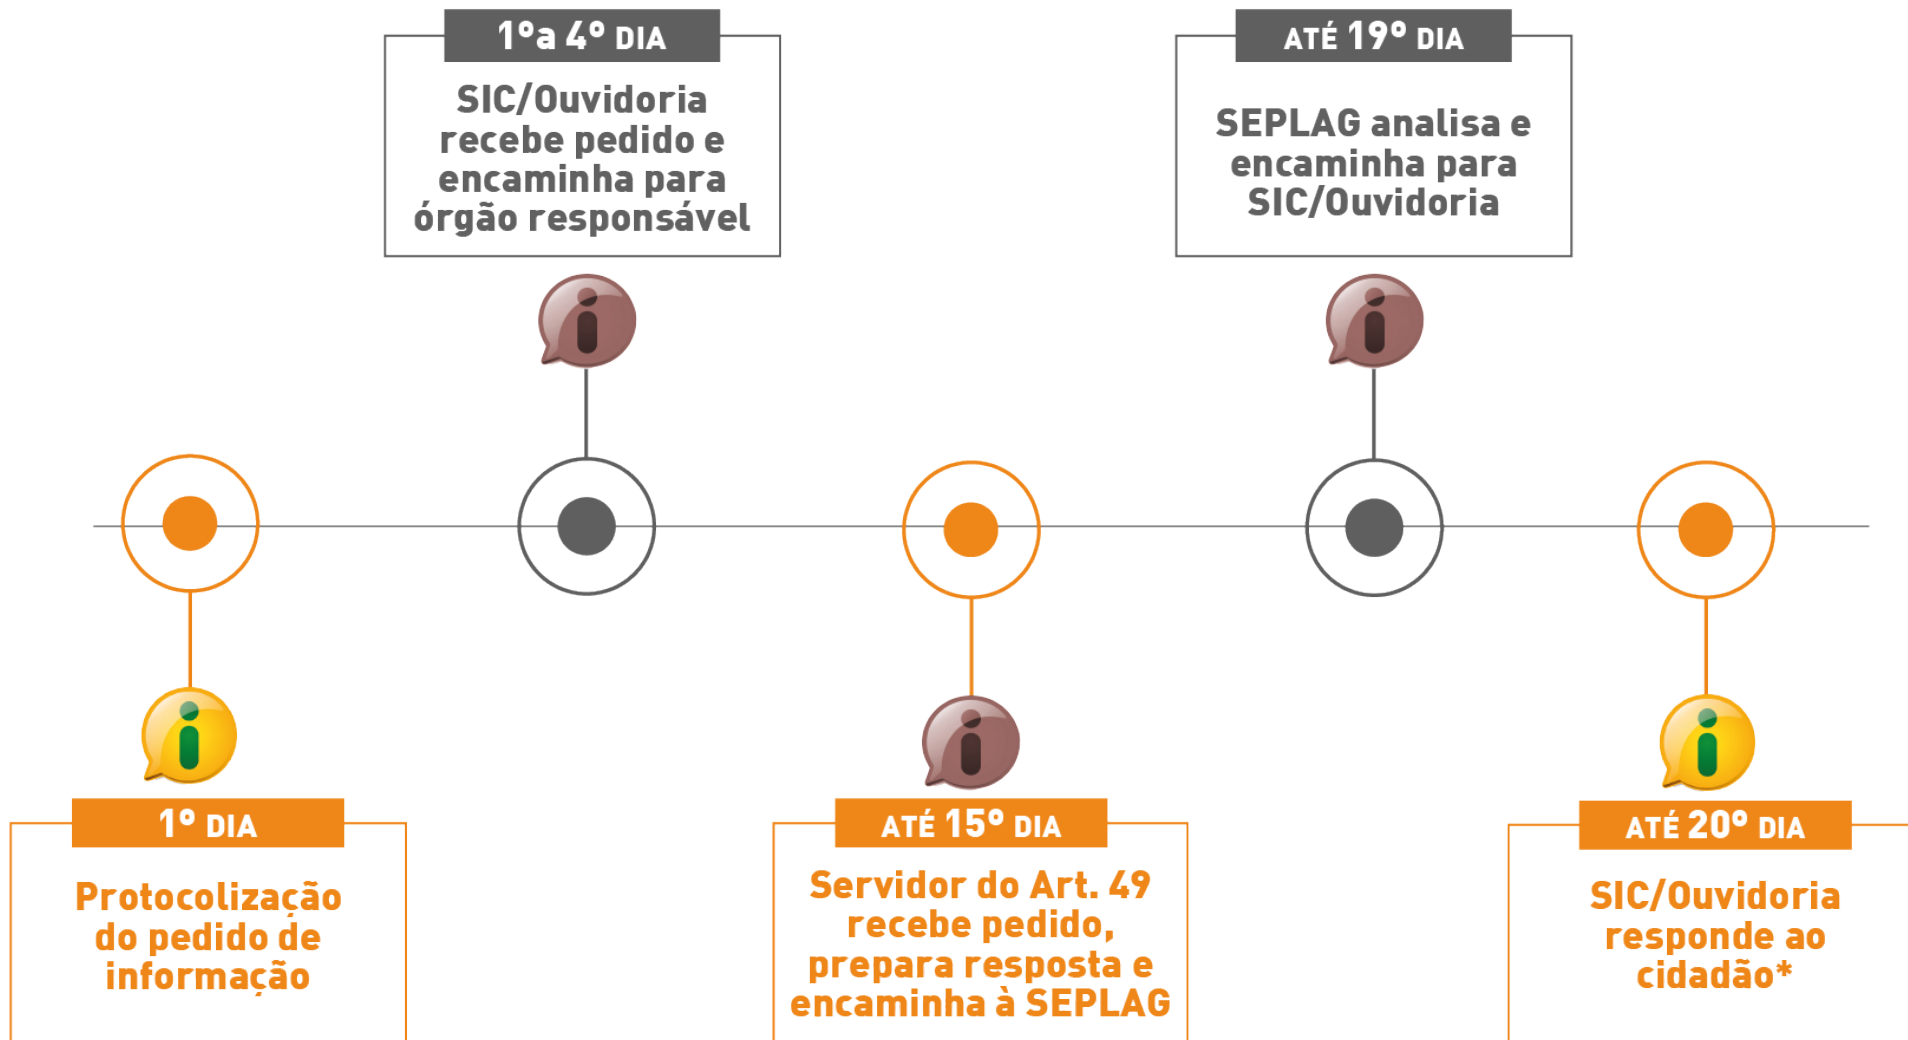 1º DIA
Protocolização
do pedido de
informação
1ºa 4º DIA
SIC/Ouvidoria
recebe pedido e
encaminha para
órgão responsável
ATÉ 15º DIA
Servidor do Art. 49
recebe pedido,
prepara resposta e
encaminha à SEPLAG
ATÉ 19º DIA
SEPLAG analisa e
encaminha para
SIC/Ouvidoria
ATÉ 20º DIA
SIC/Ouvidoria
responde ao
cidadão*